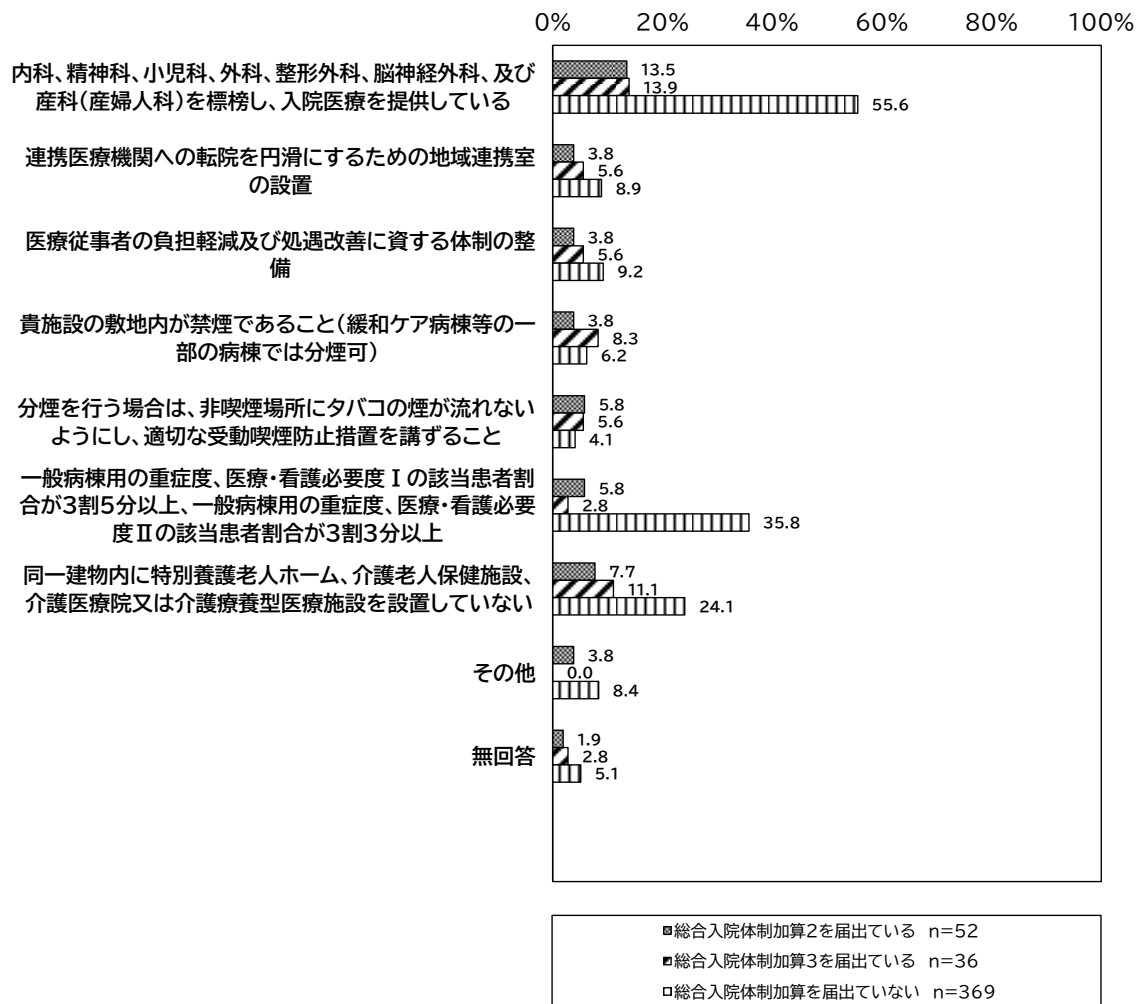 0% 20% 40% 60% 80% 100%
内科、精神科、小児科、外科、整形外科、脳神経外科、及び
産科(産婦人科)を標榜し、入院医療を提供している
13.5
13.9
55.6
連携医療機関への転院を円滑にするための地域連携室
の設置
3.8
5.6
8.9
医療従事者の負担軽減及び処遇改善に資する体制の整
備
3.8
5.6
9.2
貴施設の敷地内が禁煙であること(緩和ケア病棟等の一
部の病棟では分煙可)
3.8
8.3
6.2
分煙を行う場合は、非喫煙場所にタバコの煙が流れない
ようにし、適切な受動喫煙防止措置を講ずること
5.8
5.6
4.1
一般病棟用の重症度、医療・看護必要度Ⅰの該当患者割
合が3割5分以上、一般病棟用の重症度、医療・看護必要
度Ⅱの該当患者割合が3割3分以上
5.8
2.8
35.8
同一建物内に特別養護老人ホーム、介護老人保健施設、
介護医療院又は介護療養型医療施設を設置していない
7.7
11.1
24.1
その他
3.8
0.0
8.4
無回答
1.9
2.8
5.1
総合入院体制加算2を届出ている n=52
総合入院体制加算3を届出ている n=36
総合入院体制加算を届出ていない n=369